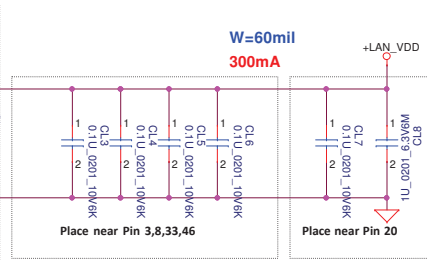 W=60mil
300mA
+LAN_VDD
1
2
CL3
0.1U_0201_10V6K
1
2
CL4
0.1U_0201_10V6K
1
2
CL5
0.1U_0201_10V6K
1
2
CL6
0.1U_0201_10V6K
1
2
CL7
0.1U_0201_10V6K
1
2
CL8
1U_0201_6.3V6M
Place near Pin 3,8,33,46
Place near Pin 20